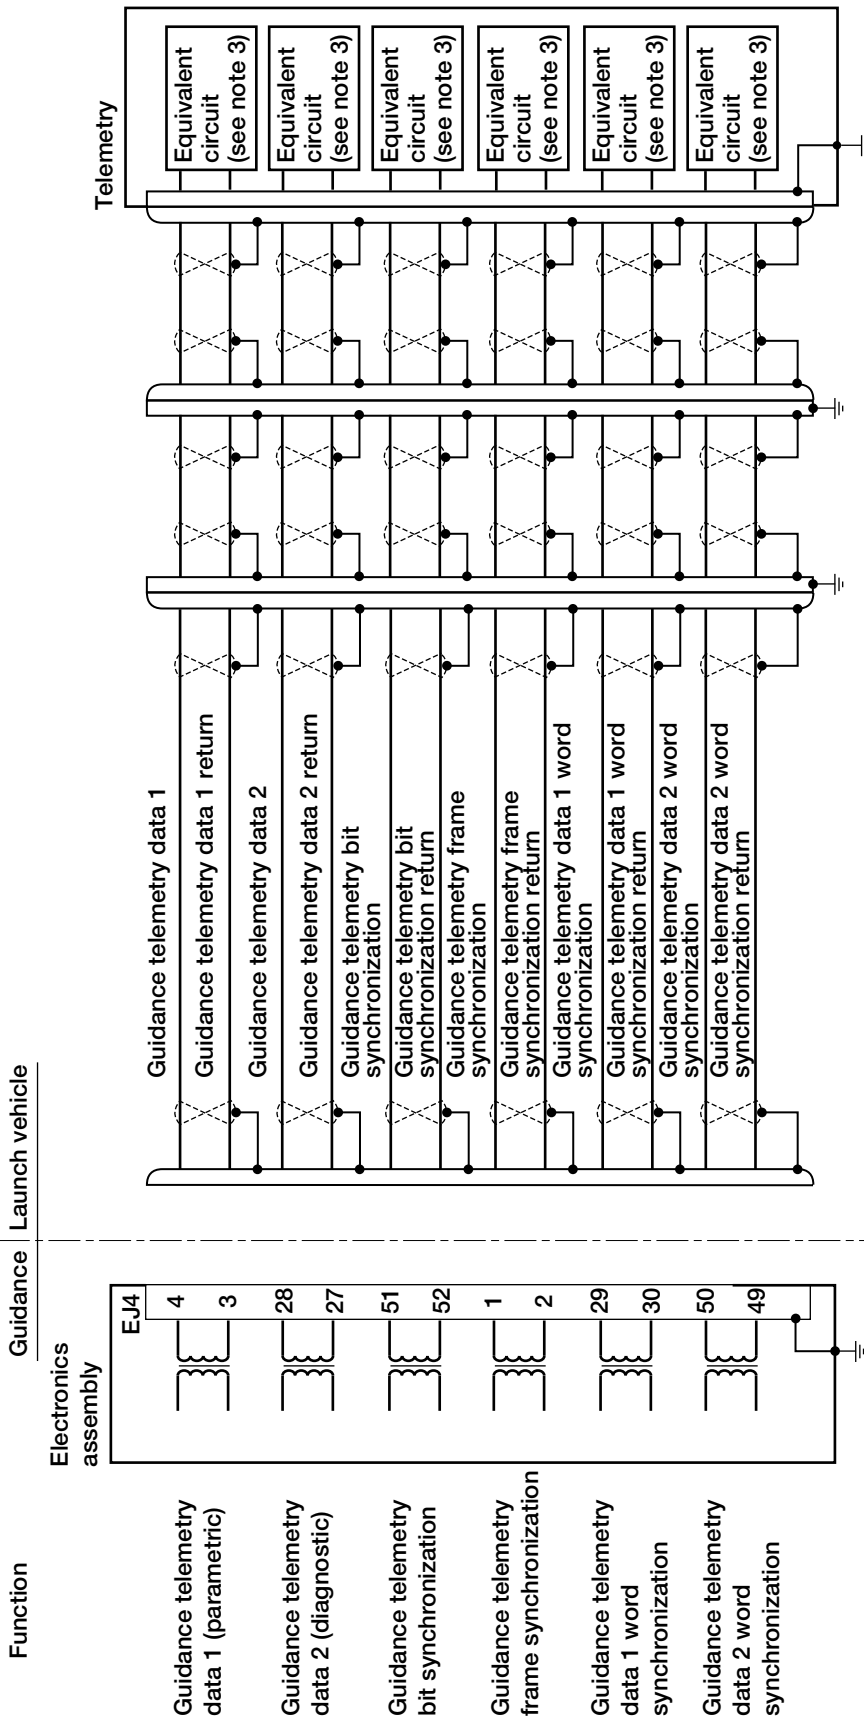 Function
Guidance
Launch vehicle
Electronics
assembly
EJ4
Telemetry
Guidance telemetry
data 1 (parametric)
4
3
Guidance telemetry data 1
Guidance telemetry data 1 return
Equivalent
circuit
(see note 3)
Guidance telemetry
data 2 (diagnostic)
28
27
Guidance telemetry data 2
Guidance telemetry data 2 return
Equivalent
circuit
(see note 3)
Guidance telemetry
bit synchronization
51
52
Guidance telemetry bit
synchronization
Guidance telemetry bit
synchronization return
Equivalent
circuit
(see note 3)
Guidance telemetry
frame synchronization
1
2
Guidance telemetry frame
synchronization
Guidance telemetry frame
synchronization return
Equivalent
circuit
(see note 3)
Guidance telemetry
data 1 word
synchronization
29
30
Guidance telemetry data 1 word
synchronization
Guidance telemetry data 1 word
synchronization return
Equivalent
circuit
(see note 3)
Guidance telemetry
data 2 word
synchronization
50
49
Guidance telemetry data 2 word
synchronization
Guidance telemetry data 2 word
synchronization return
Equivalent
circuit
(see note 3)